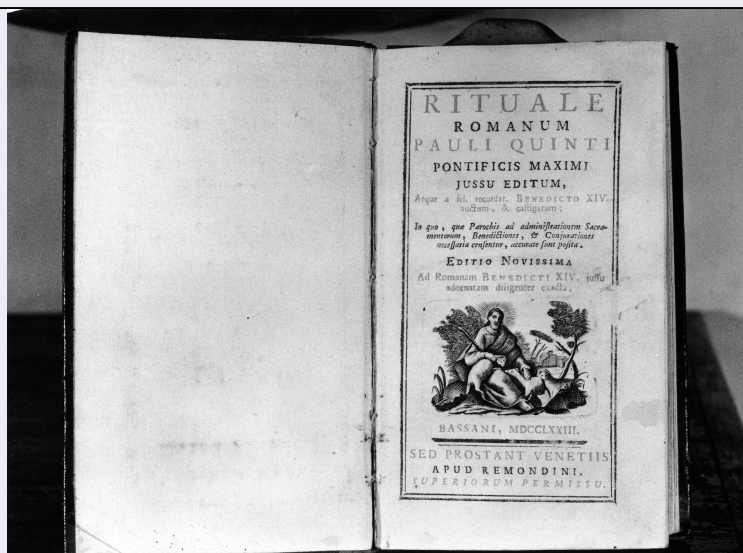 RITUALE
ROMANUM
PAULI QUINTI
PONTIFICIS MAXIMI
JUSSU EDITUM,
Atque a fel. recordat. BENEDICTO XIV.
auctum, & castigatum;
In quo, quæ Parochis ad administrationem Sacra-
mentorum, Benedictiones, & Conjurationes
necessaria censentur, accurate sunt posita.
EDITIO NOVISSIMA
Ad Romanam BENEDICTI XIV. jussu
adornatam diligenter exacta.
BASSANI, MDCCLXXIII.
SED PROSTANT VENETIIS
APUD REMONDINI.
SUPERIORUM PERMISSU.